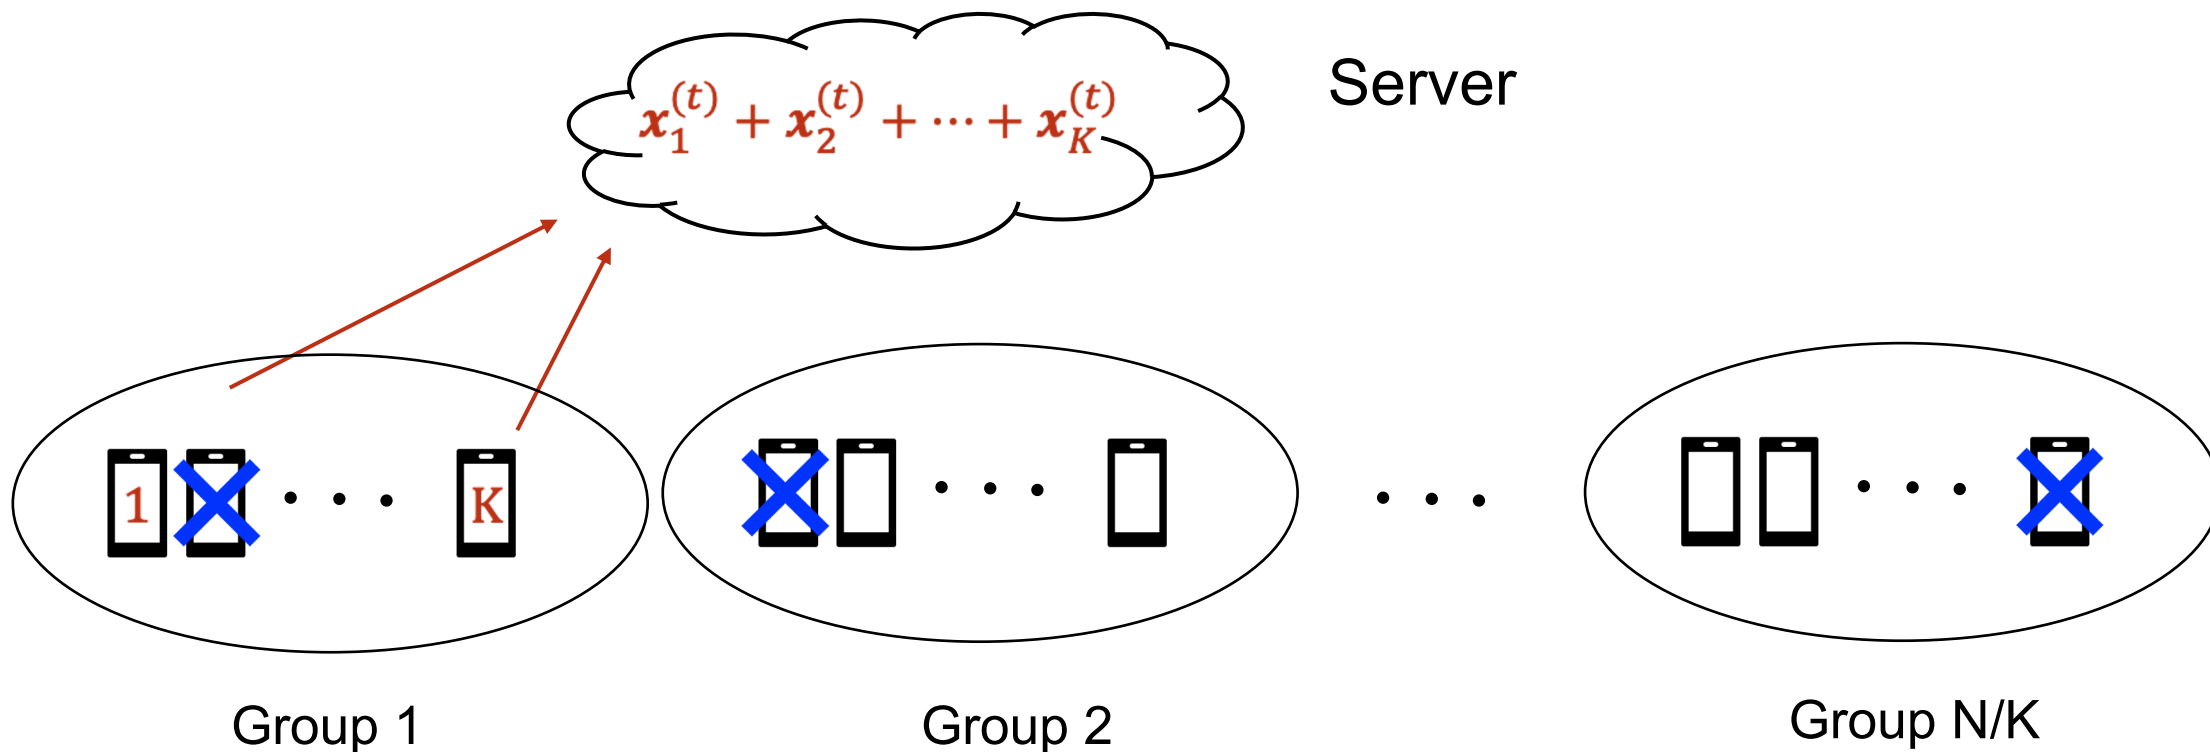 Server
𝒙₁⁽ᵗ⁾ + 𝒙₂⁽ᵗ⁾ + ⋯ + 𝒙_K⁽ᵗ⁾
1 K
Group 1 Group 2 Group N/K